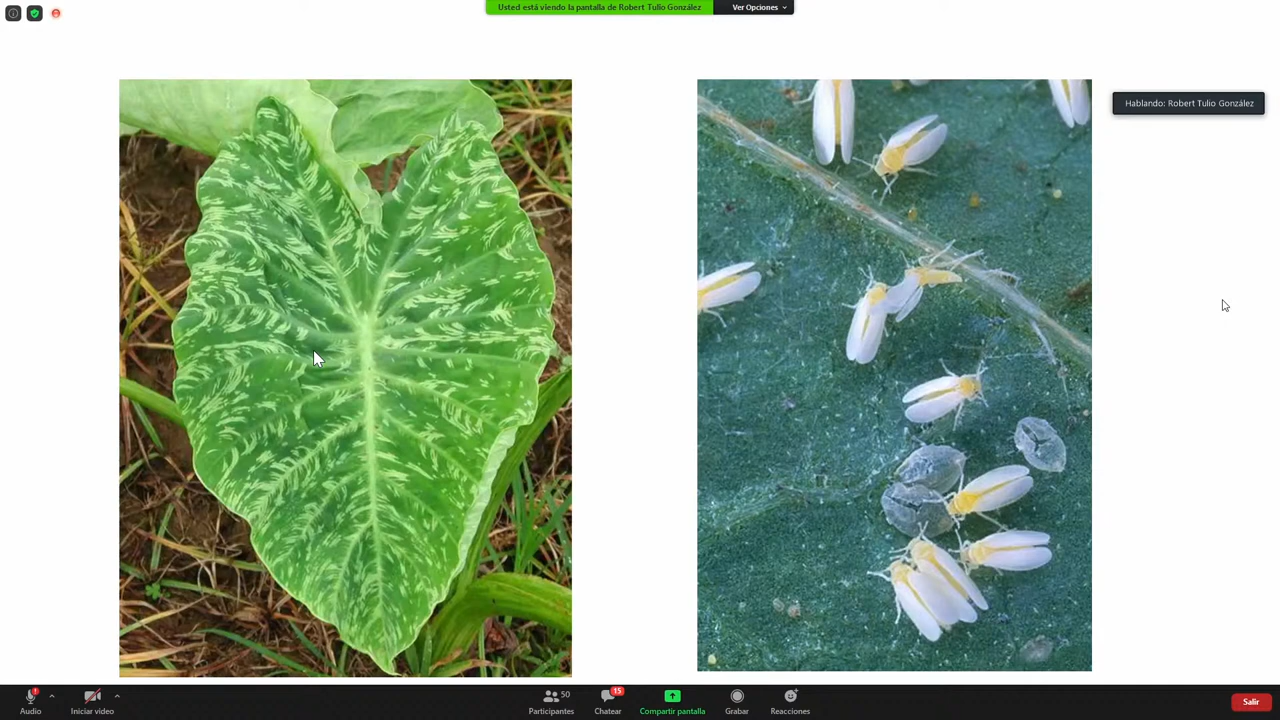 Usted está viendo la pantalla de Robert Tulio González
Ver Opciones
Hablando: Robert Tulio González
Audio
Iniciar video
50
Participantes
15
Chatear
Compartir pantalla
Grabar
Reacciones
Salir